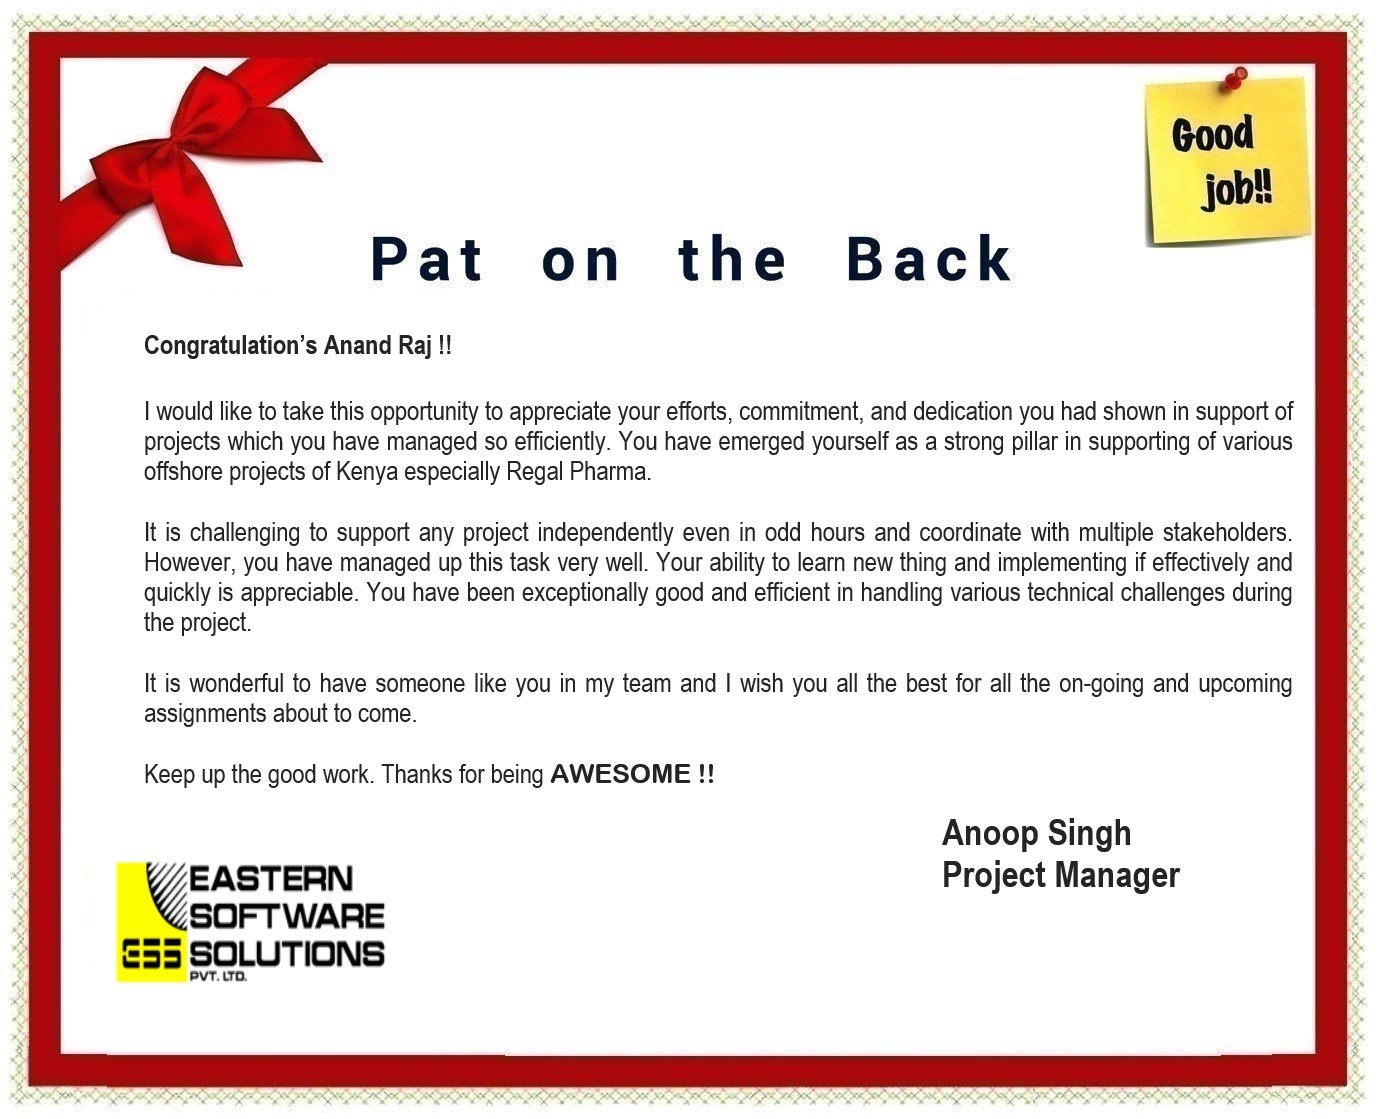 Good
job!!
Pat on the Back
Congratulation’s Anand Raj !!
I would like to take this opportunity to appreciate your efforts, commitment, and dedication you had shown in support of
projects which you have managed so efficiently. You have emerged yourself as a strong pillar in supporting of various
offshore projects of Kenya especially Regal Pharma.
It is challenging to support any project independently even in odd hours and coordinate with multiple stakeholders.
However, you have managed up this task very well. Your ability to learn new thing and implementing if effectively and
quickly is appreciable. You have been exceptionally good and efficient in handling various technical challenges during
the project.
It is wonderful to have someone like you in my team and I wish you all the best for all the on-going and upcoming
assignments about to come.
Keep up the good work. Thanks for being AWESOME !!
Anoop Singh
Project Manager
EASTERN
SOFTWARE
ESS SOLUTIONS
PVT. LTD.